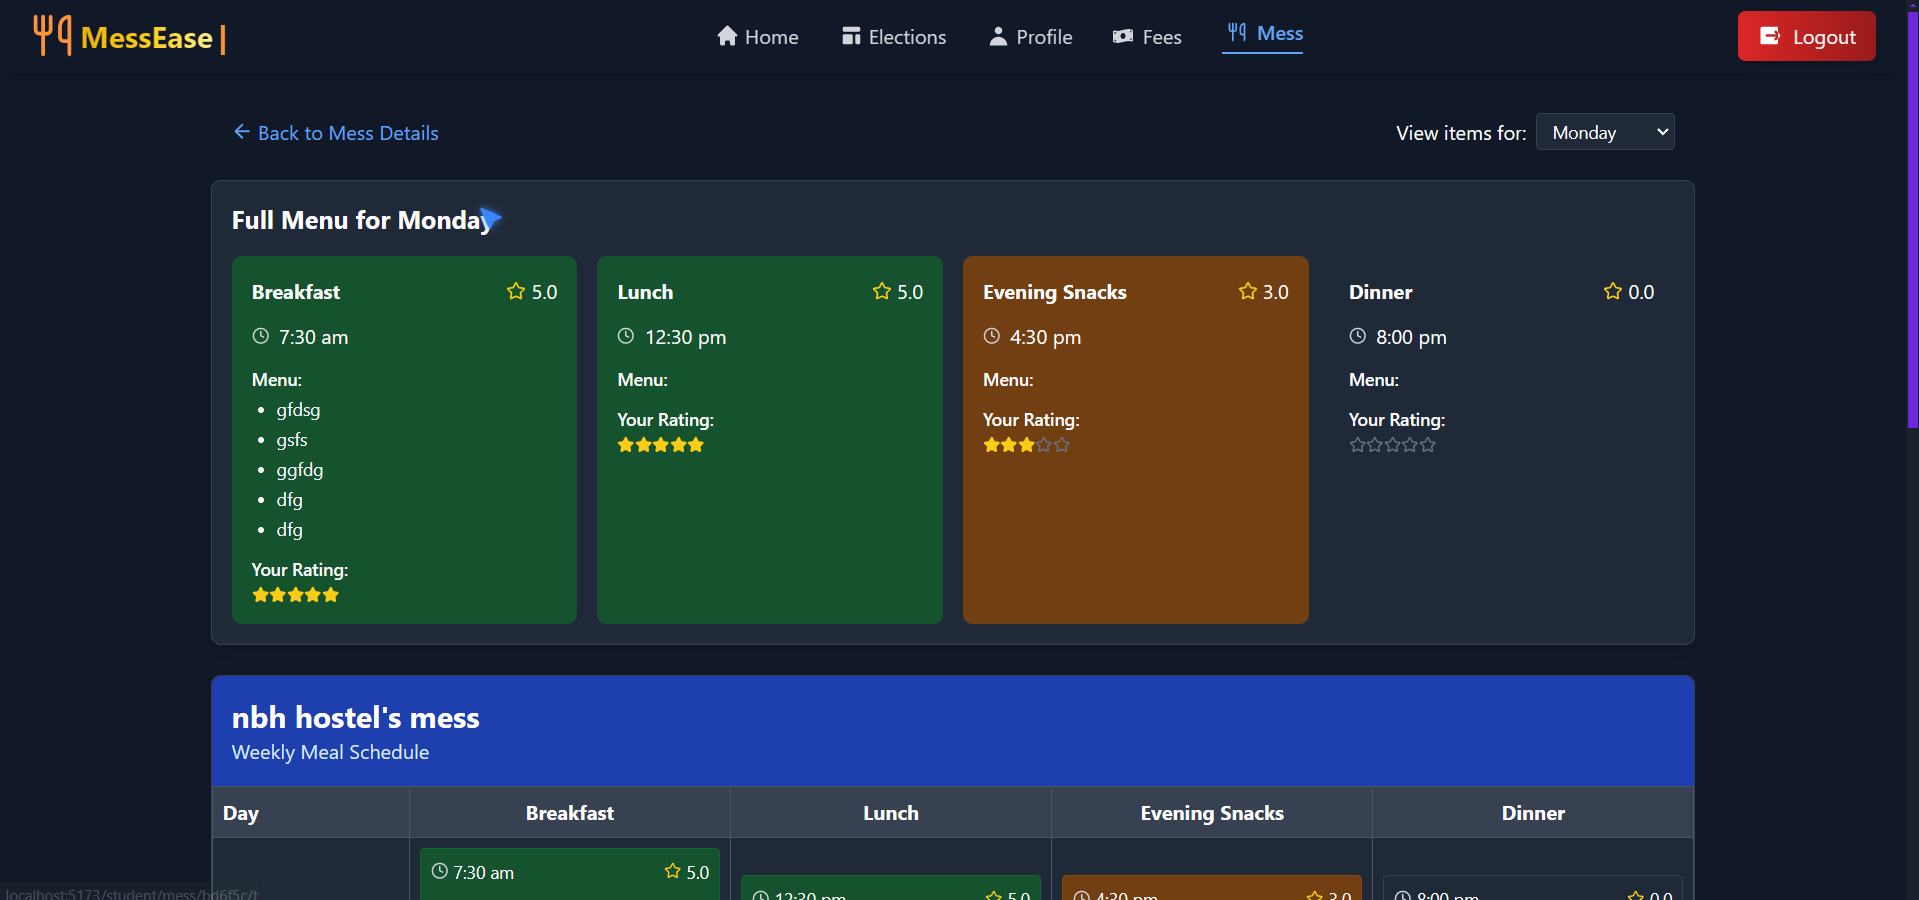 MessEase |
Home Elections Profile Fees Mess
Logout
Back to Mess Details
View items for: Monday
Full Menu for Monday
Breakfast 5.0
7:30 am
Menu:
• gfdsg
• gsfs
• ggfdg
• dfg
• dfg
Your Rating:
Lunch 5.0
12:30 pm
Menu:
Your Rating:
Evening Snacks 3.0
4:30 pm
Menu:
Your Rating:
Dinner 0.0
8:00 pm
Menu:
Your Rating:
nbh hostel's mess
Weekly Meal Schedule
Day Breakfast Lunch Evening Snacks Dinner
7:30 am 5.0
12:30 pm 5.0
4:30 pm 3.0
8:00 pm 0.0
localhost:5173/student/mess/bd6f5c/t